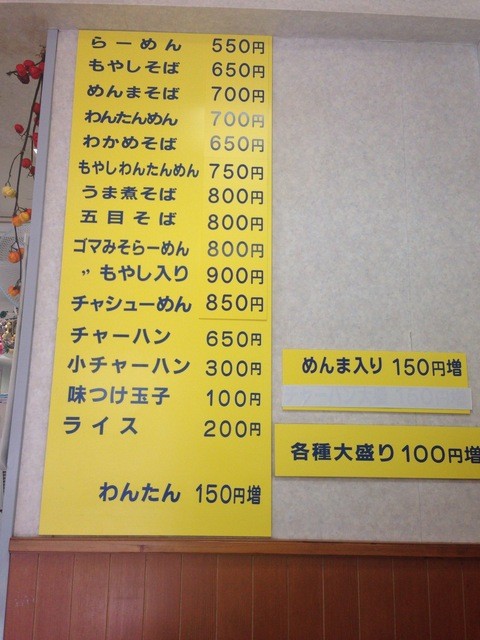 らーめん 550円
もやしそば 650円
めんまそば 700円
わんたんめん 700円
わかめそば 650円
もやしわんたんめん 750円
うま煮そば 800円
五目そば 800円
ゴマみそらーめん 800円
〃もやし入り 900円
チャシューめん 850円
チャーハン 650円
小チャーハン 300円
味つけ玉子 100円
ライス 200円
わんたん 150円増
めんま入り 150円増
各種大盛り 100円増